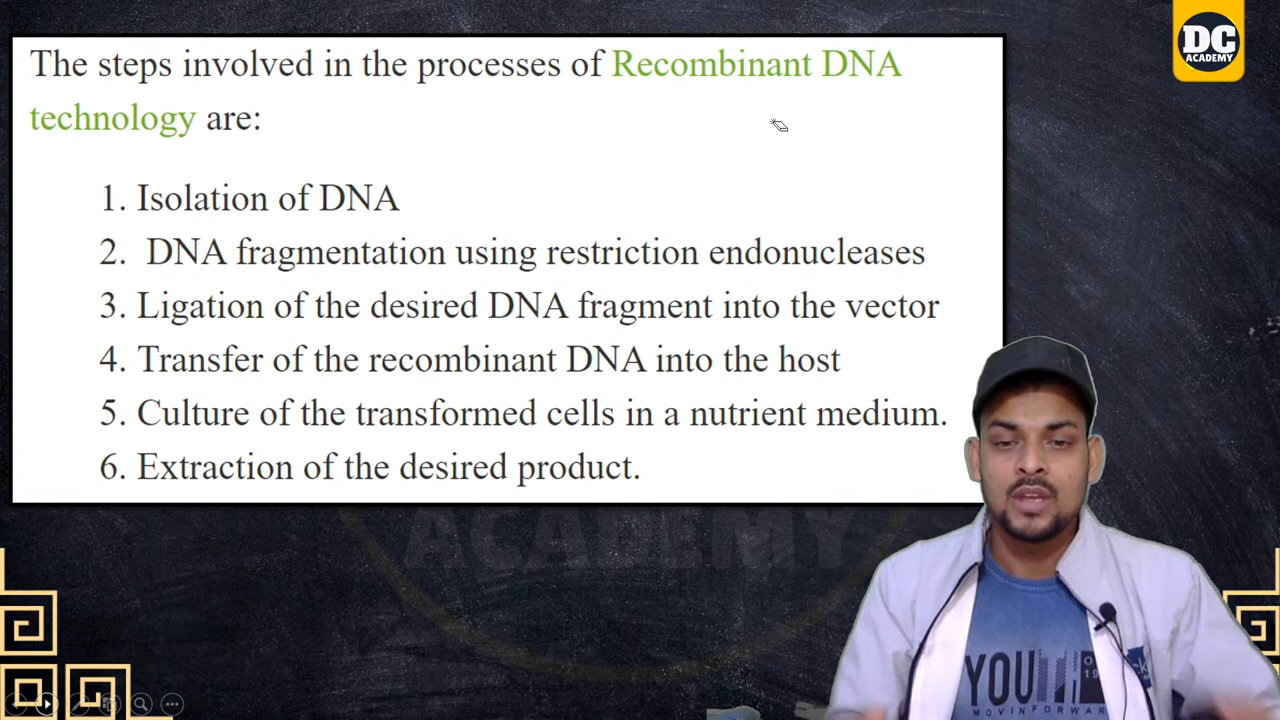 The steps involved in the processes of Recombinant DNA
technology are:
1. Isolation of DNA
2. DNA fragmentation using restriction endonucleases
3. Ligation of the desired DNA fragment into the vector
4. Transfer of the recombinant DNA into the host
5. Culture of the transformed cells in a nutrient medium.
6. Extraction of the desired product.
DC
ACADEMY
ACADEMY
YOU
MOVINFORWAR